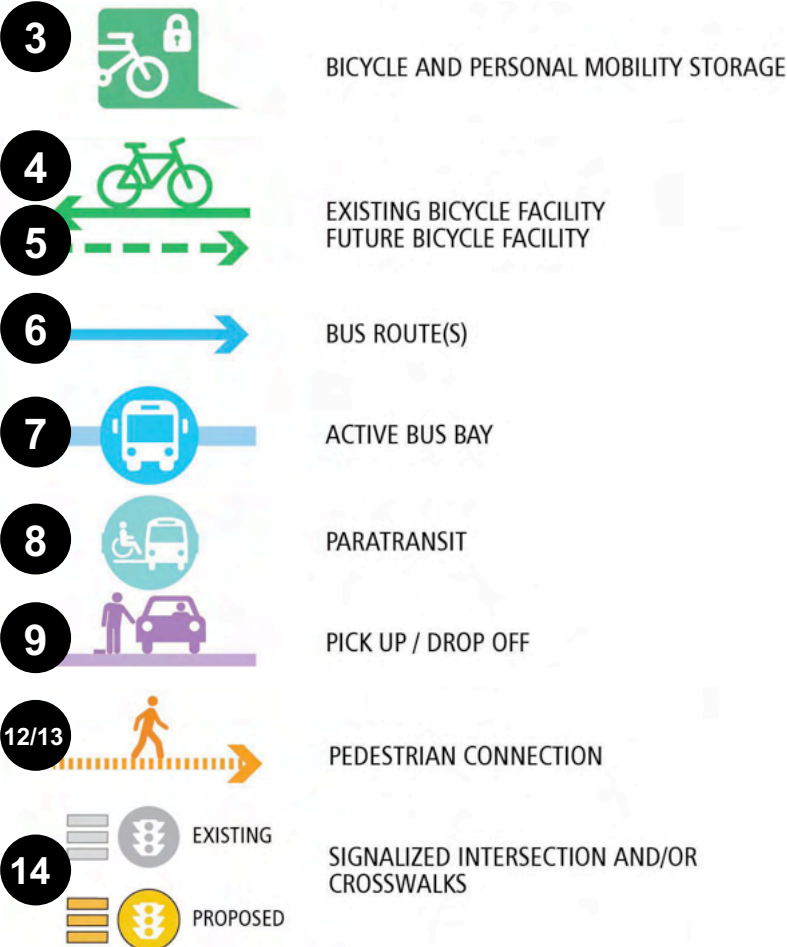 3
BICYCLE AND PERSONAL MOBILITY STORAGE
4
EXISTING BICYCLE FACILITY
5
FUTURE BICYCLE FACILITY
6
BUS ROUTE(S)
7
ACTIVE BUS BAY
8
PARATRANSIT
9
PICK UP / DROP OFF
12/13
PEDESTRIAN CONNECTION
14
EXISTING
PROPOSED
SIGNALIZED INTERSECTION AND/OR
CROSSWALKS